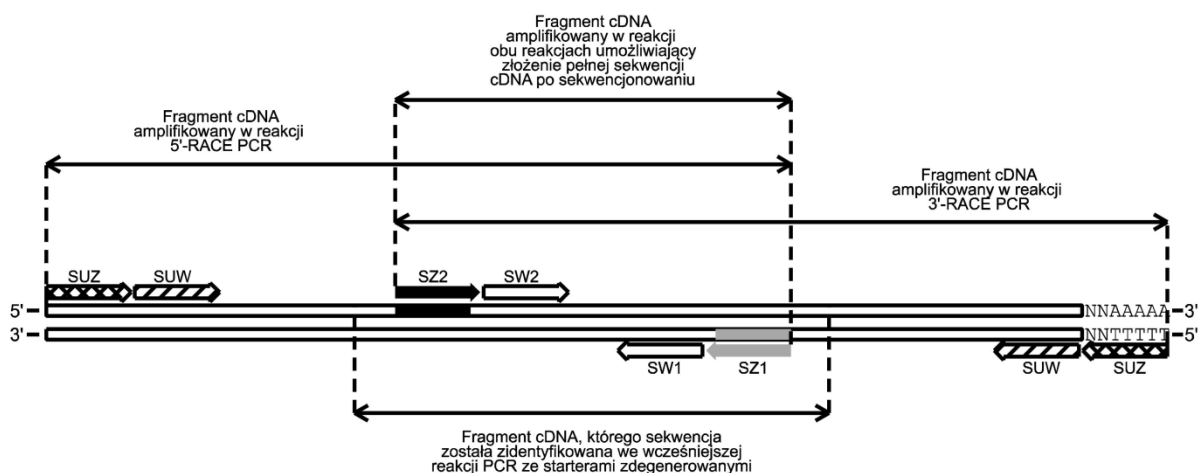 Fragment cDNA
amplifikowany w reakcji
obu reakcjach umożliwiający
złożenie pełnej sekwencji
cDNA po sekwencjonowaniu
Fragment cDNA
amplifikowany w reakcji
5'-RACE PCR
Fragment cDNA
amplifikowany w reakcji
3'-RACE PCR
SUZ SUW SZ2 SW2
5' NNAAAAA 3'
3' NNTTTTT 5'
SW1 SZ1 SUW SUZ
Fragment cDNA, którego sekwencja
została zidentyfikowana we wcześniejszej
reakcji PCR ze starterami zdegenerowanymi